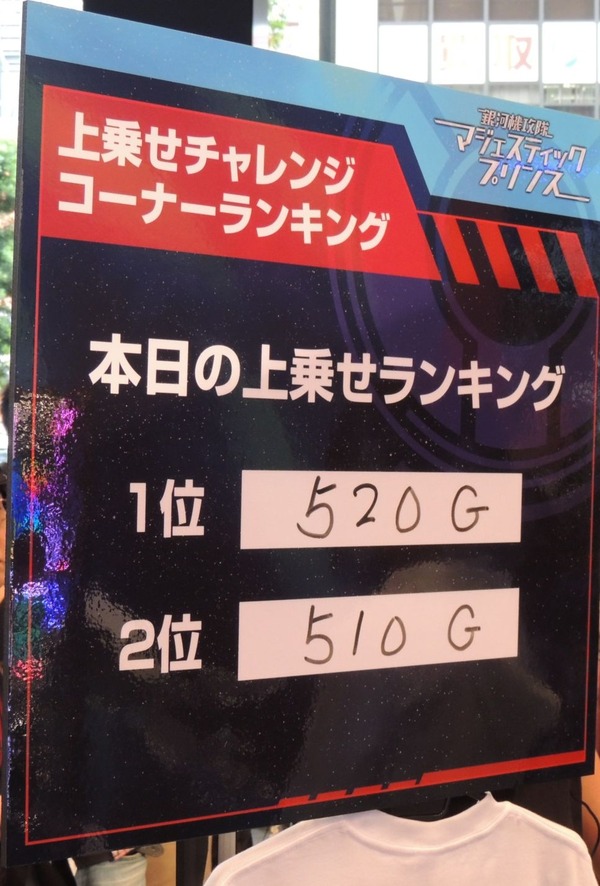 銀河機攻隊
マジェスティック
プリンス
上乗せチャレンジ
コーナーランキング
本日の上乗せランキング
1位 520G
2位 510G